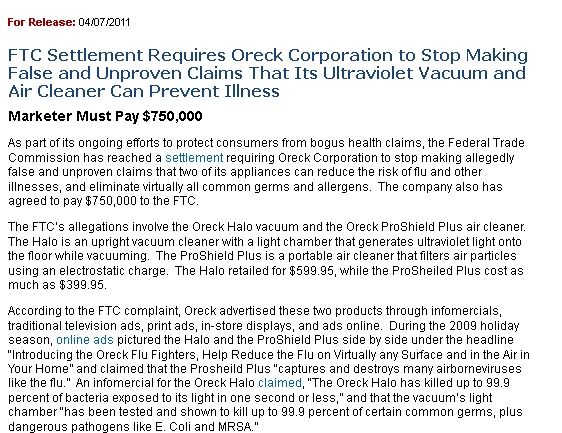 For Release: 04/07/2011
FTC Settlement Requires Oreck Corporation to Stop Making
False and Unproven Claims That Its Ultraviolet Vacuum and
Air Cleaner Can Prevent Illness
Marketer Must Pay $750,000
As part of its ongoing efforts to protect consumers from bogus health claims, the Federal Trade
Commission has reached a settlement requiring Oreck Corporation to stop making allegedly
false and unproven claims that two of its appliances can reduce the risk of flu and other
illnesses, and eliminate virtually all common germs and allergens. The company also has
agreed to pay $750,000 to the FTC.
The FTC's allegations involve the Oreck Halo vacuum and the Oreck ProShield Plus air cleaner.
The Halo is an upright vacuum cleaner with a light chamber that generates ultraviolet light onto
the floor while vacuuming. The ProShield Plus is a portable air cleaner that filters air particles
using an electrostatic charge. The Halo retailed for $599.95, while the ProSheiled Plus cost as
much as $399.95.
According to the FTC complaint, Oreck advertised these two products through infomercials,
traditional television ads, print ads, in-store displays, and ads online. During the 2009 holiday
season, online ads pictured the Halo and the ProShield Plus side by side under the headline
"Introducing the Oreck Flu Fighters, Help Reduce the Flu on Virtually any Surface and in the Air in
Your Home" and claimed that the Prosheild Plus "captures and destroys many airborneviruses
like the flu." An infomercial for the Oreck Halo claimed, "The Oreck Halo has killed up to 99.9
percent of bacteria exposed to its light in one second or less," and that the vacuum's light
chamber "has been tested and shown to kill up to 99.9 percent of certain common germs, plus
dangerous pathogens like E. Coli and MRSA."